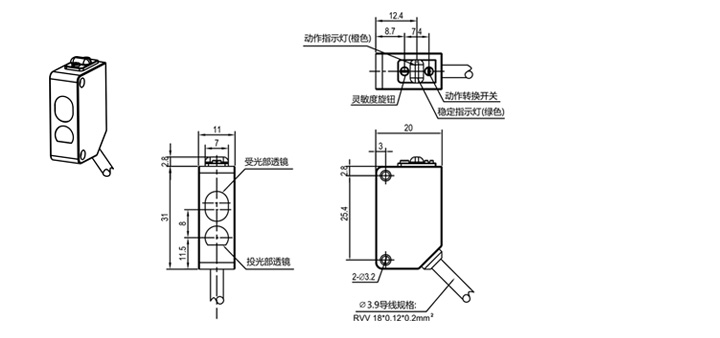 12.4
8.7 7.4
动作指示灯(橙色)
灵敏度旋钮
动作转换开关
稳定指示灯(绿色)
11
7
2.8
受光部透镜
31
8
11.5
投光部透镜
20
3
2.8
25.4
2-∅3.2
∅3.9导线规格:
RVV 18*0.12*0.2mm²